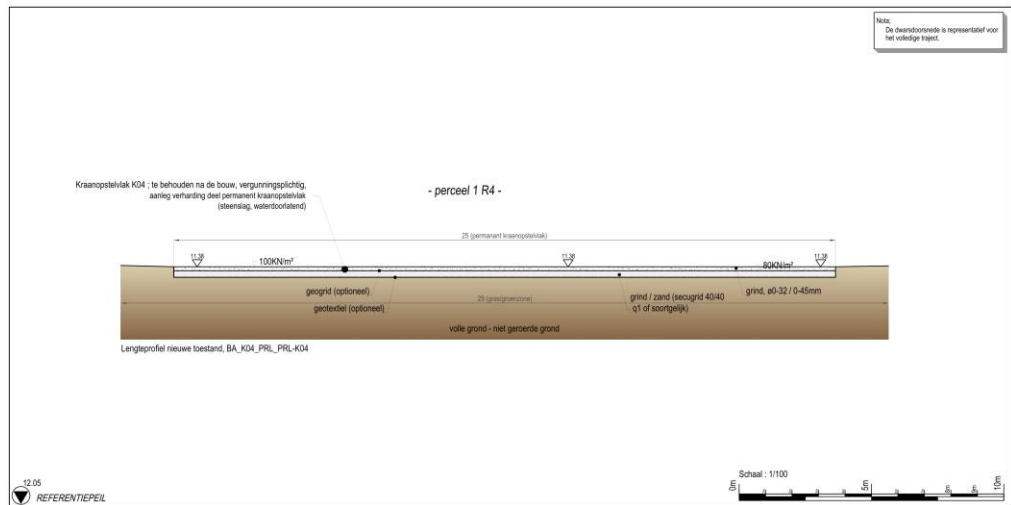 Nota;
De dwarsdoorsnede is representatief voor
het volledige traject.
Kraanopstelvlak K04 ; te behouden na de bouw, vergunningsplichtig,
aanleg verharding deel permanent kraanopstelvlak
(steenslag, waterdoorlatend)
- perceel 1 R4 -
25 (permanant kraanopstelvlak)
11.38
11.38
11.38
100KN/m²
80KN/m²
geogrid (optioneel)
geotextiel (optioneel)
grind / zand (secugrid 40/40
q1 of soortgelijk)
grind, ø0-32 / 0-45mm
29 (gras/groenzone)
volle grond - niet geroerde grond
Lengteprofiel nieuwe toestand, BA_K04_PRL_PRL-K04
12.05
REFERENTIEPEIL
Schaal : 1/100
0m
5m
8m
9m
10m